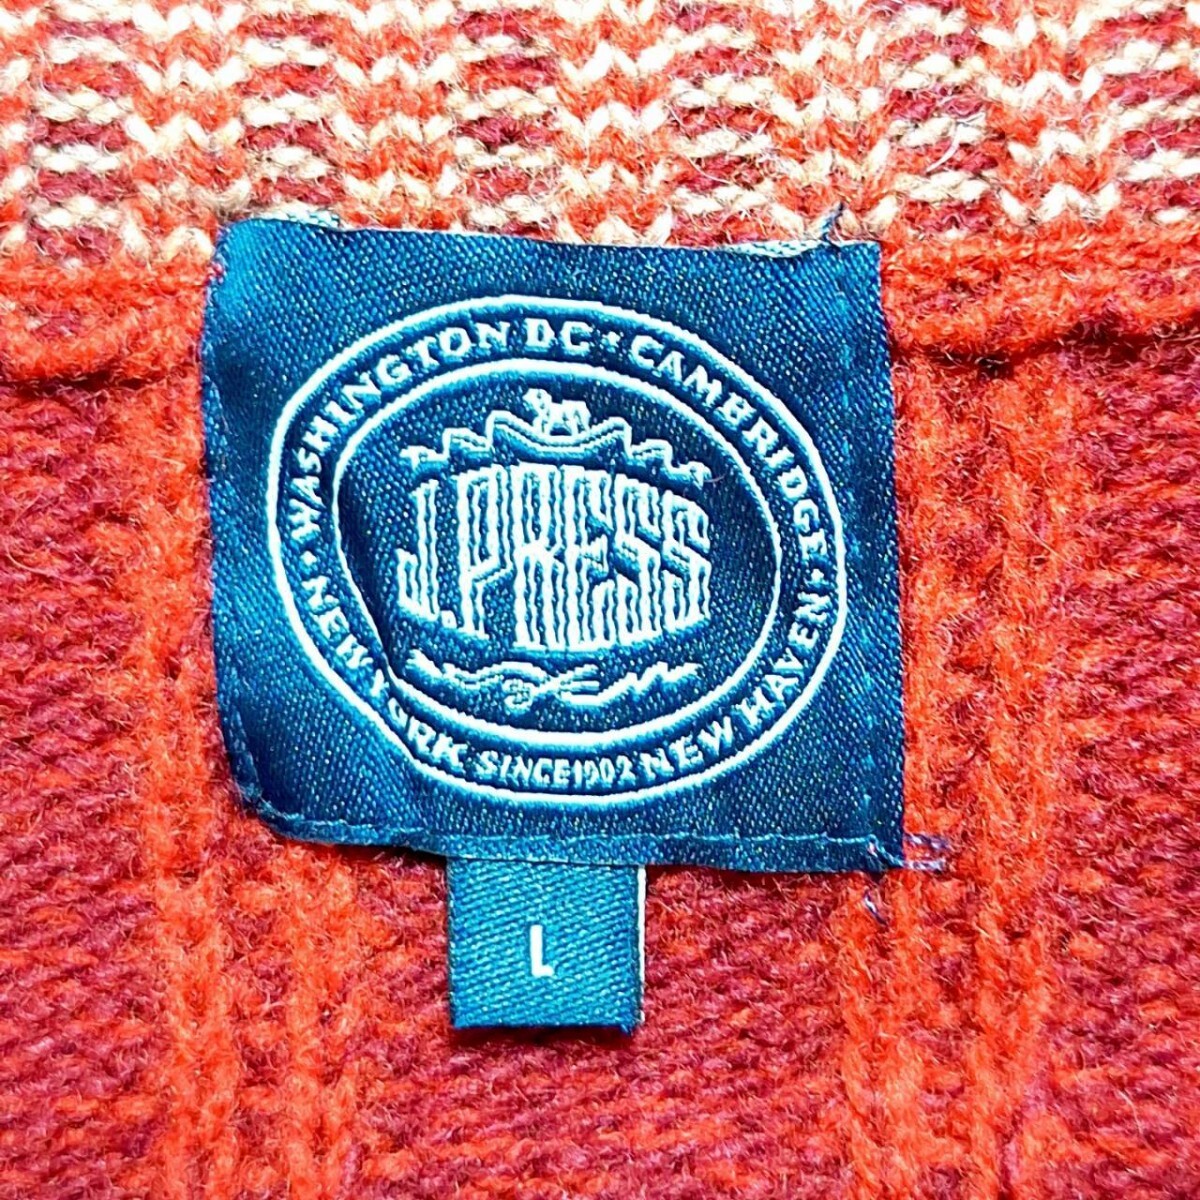 WASHINGTON DC • CAMBRIDGE • NEW HAVEN
SINCE 1902
NEW YORK •
J.PRESS
L